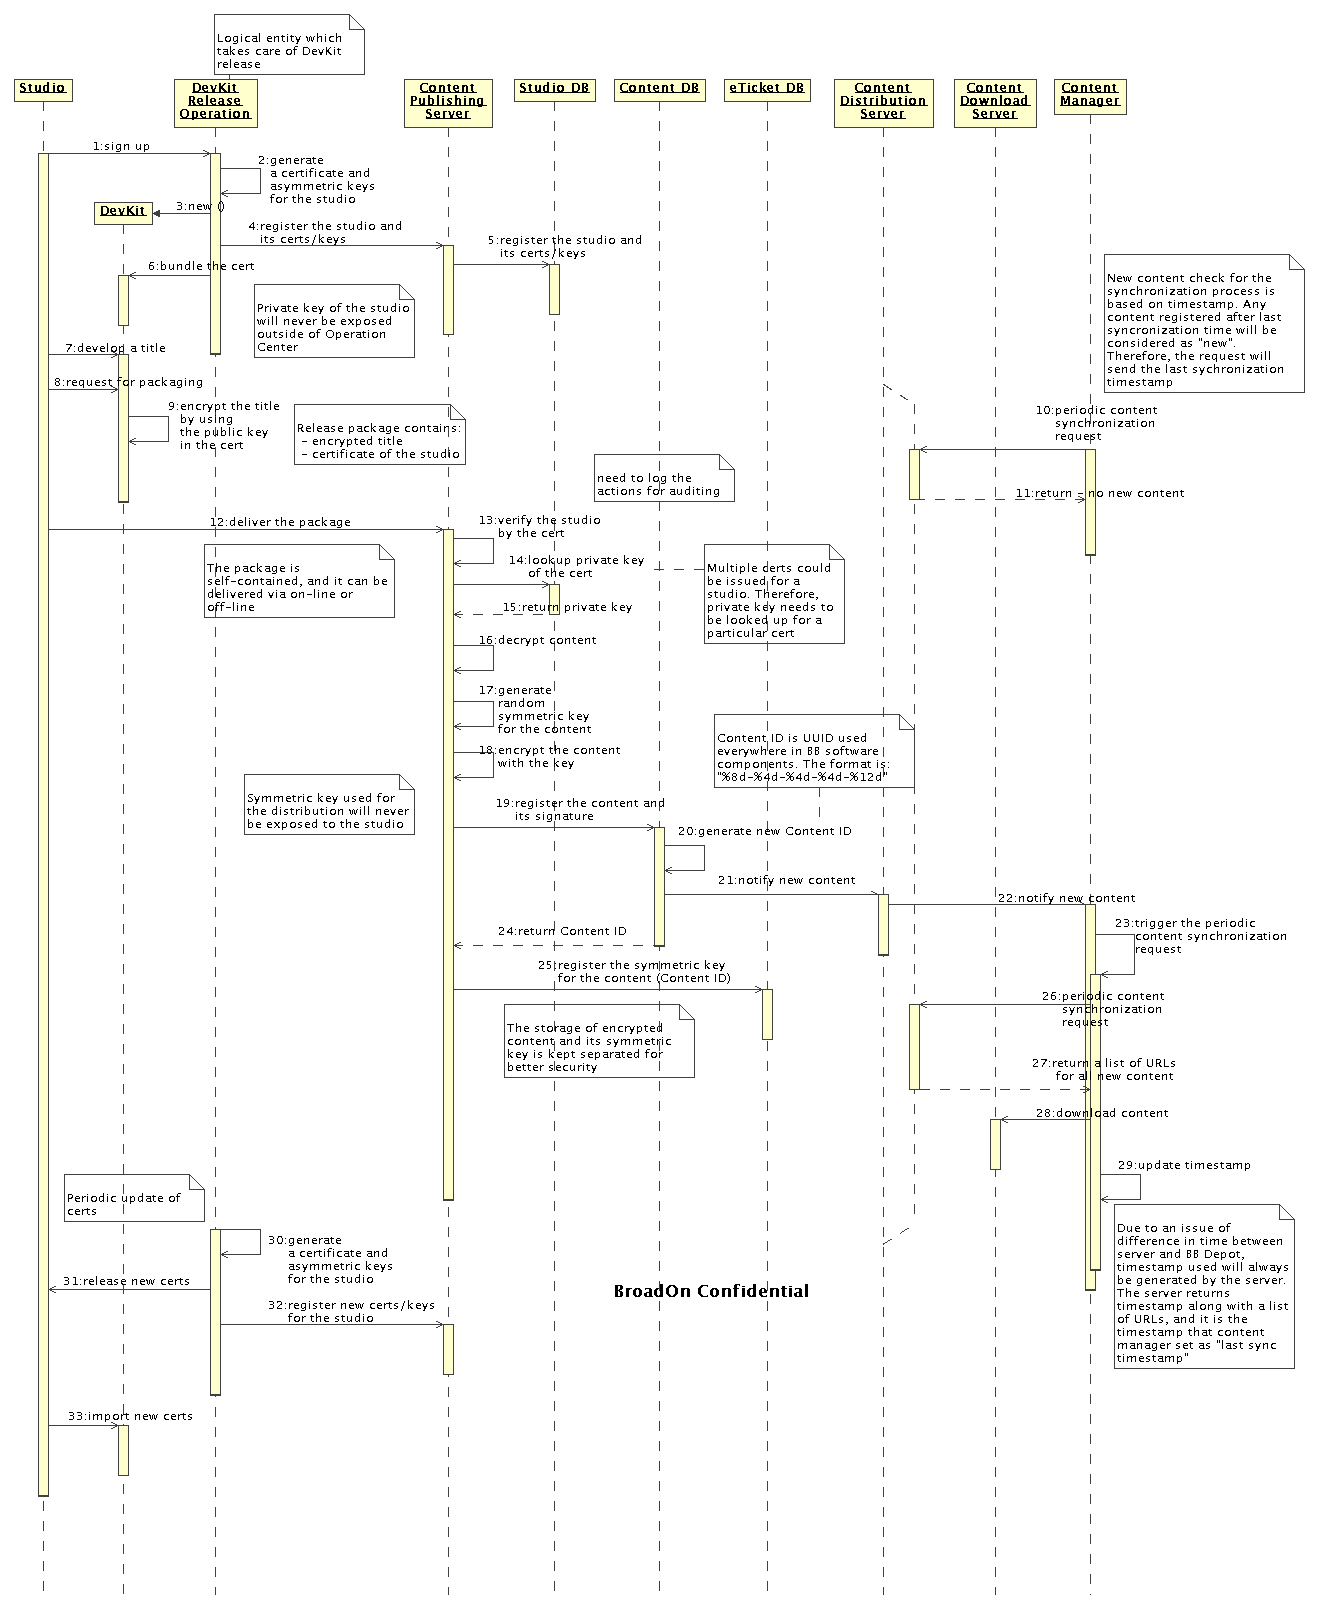 Logical entity which
takes care of DevKit
release
Studio
DevKit
Release
Operation
Content
Publishing
Server
Studio DB
Content DB
eTicket DB
Content
Distribution
Server
Content
Download
Server
Content
Manager
1:sign up
2:generate
a certificate and
asymmetric keys
for the studio
DevKit
3:new ()
4:register the studio and
its certs/keys
5:register the studio and
its certs/keys
6:bundle the cert
Private key of the studio
will never be exposed
outside of Operation
Center
New content check for the
synchronization process is
based on timestamp. Any
content registered after last
syncronization time will be
considered as "new".
Therefore, the request will
send the last sychronization
timestamp
7:develop a title
8:request for packaging
9:encrypt the title
by using
the public key
in the cert
Release package contains:
- encrypted title
- certificate of the studio
10:periodic content
synchronization
request
need to log the
actions for auditing
11:return - no new content
12:deliver the package
13:verify the studio
by the cert
The package is
self-contained, and it can be
delivered via on-line or
off-line
14:lookup private key
of the cert
Multiple certs could
be issued for a
studio. Therefore,
private key needs to
be looked up for a
particular cert
15:return private key
16:decrypt content
17:generate
random
symmetric key
for the content
18:encrypt the content
with the key
Content ID is UUID used
everywhere in BB software
components. The format is:
"%8d-%4d-%4d-%4d-%12d"
Symmetric key used for
the distribution will never
be exposed to the studio
19:register the content and
its signature
20:generate new Content ID
21:notify new content
22:notify new content
23:trigger the periodic
content synchronization
request
24:return Content ID
25:register the symmetric key
for the content (Content ID)
26:periodic content
synchronization
request
The storage of encrypted
content and its symmetric
key is kept separated for
better security
27:return a list of URLs
for all new content
28:download content
29:update timestamp
Periodic update of
certs
Due to an issue of
difference in time between
server and BB Depot,
timestamp used will always
be generated by the server.
The server returns
timestamp along with a list
of URLs, and it is the
timestamp that content
manager set as "last sync
timestamp"
30:generate
a certificate and
asymmetric keys
for the studio
31:release new certs
BroadOn Confidential
32:register new certs/keys
for the studio
33:import new certs